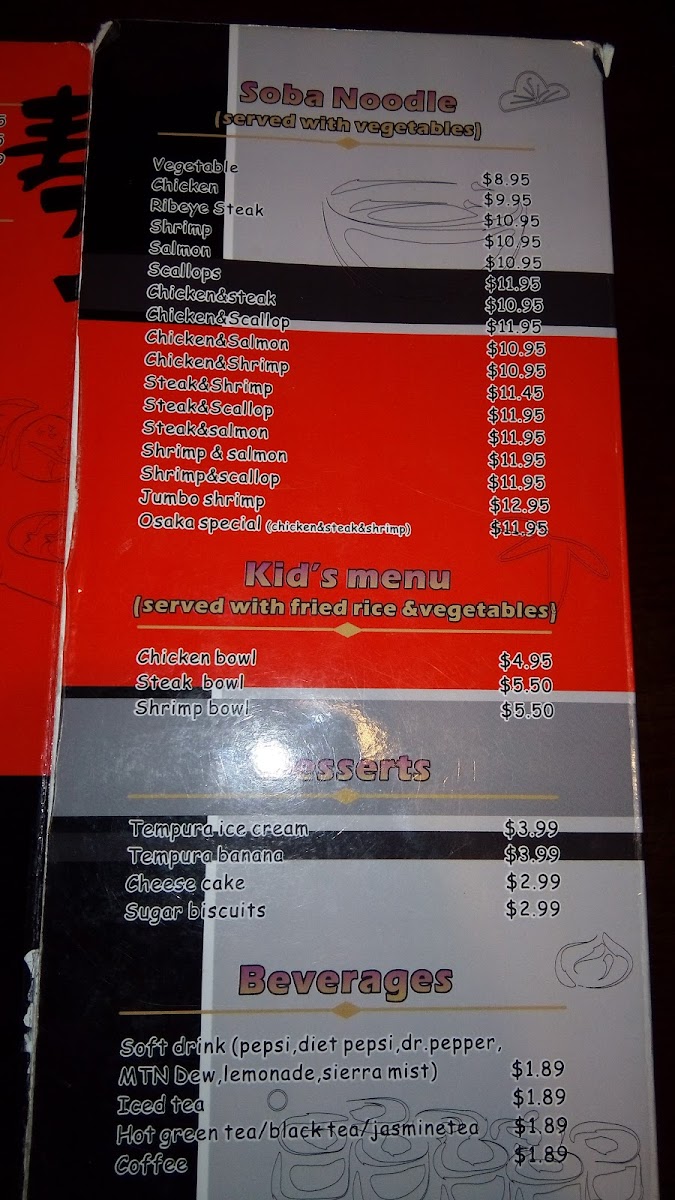 Soba Noodle
(served with vegetables)
Vegetable $8.95
Chicken $9.95
Ribeye Steak $10.95
Shrimp $10.95
Salmon $10.95
Scallops $11.95
Chicken&steak $10.95
Chicken&Scallop $11.95
Chicken&Salmon $10.95
Chicken&Shrimp $10.95
Steak&Shrimp $11.45
Steak&Scallop $11.95
Steak&salmon $11.95
Shrimp & salmon $11.95
Shrimp&scallop $11.95
Jumbo shrimp $12.95
Osaka special (chicken&steak&shrimp) $11.95
Kid's menu
(served with fried rice &vegetables)
Chicken bowl $4.95
Steak bowl $5.50
Shrimp bowl $5.50
Desserts
Tempura ice cream $3.99
Tempura banana $3.99
Cheese cake $2.99
Sugar biscuits $2.99
Beverages
Soft drink (pepsi,diet pepsi,dr.pepper,
MTN Dew,lemonade,sierra mist) $1.89
Iced tea $1.89
Hot green tea/black tea/jasminetea $1.89
Coffee $1.89